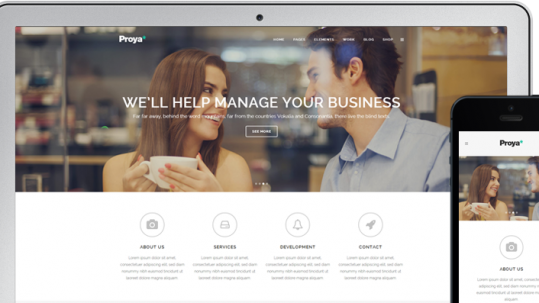 Proya+
HOME PAGES ELEMENTS WORK BLOG SHOP
WE'LL HELP MANAGE YOUR BUSINESS
Far far away, behind the word mountains, far from the countries Vokalia and Consonantia, there live the blind texts.
SEE MORE
ABOUT US SERVICES DEVELOPMENT CONTACT
Lorem ipsum dolor sit amet, Lorem ipsum dolor sit amet, Lorem ipsum dolor sit amet, Lorem ipsum dolor sit amet,
consectetuer adipiscing elit, sed diam consectetuer adipiscing elit, sed diam consectetuer adipiscing elit, sed diam consectetuer adipiscing elit, sed diam
nonummy nibh euismod tincidunt ut nonummy nibh euismod tincidunt ut nonummy nibh euismod tincidunt ut nonummy nibh euismod tincidunt ut
laoreet dolore magna laoreet dolore magna laoreet dolore magna laoreet dolore magna
Proya+
ABOUT US
Lorem ipsum dolor sit amet,
consectetuer adipiscing elit, sed diam
nonummy nibh euismod tincidunt ut
laoreet dolore magna